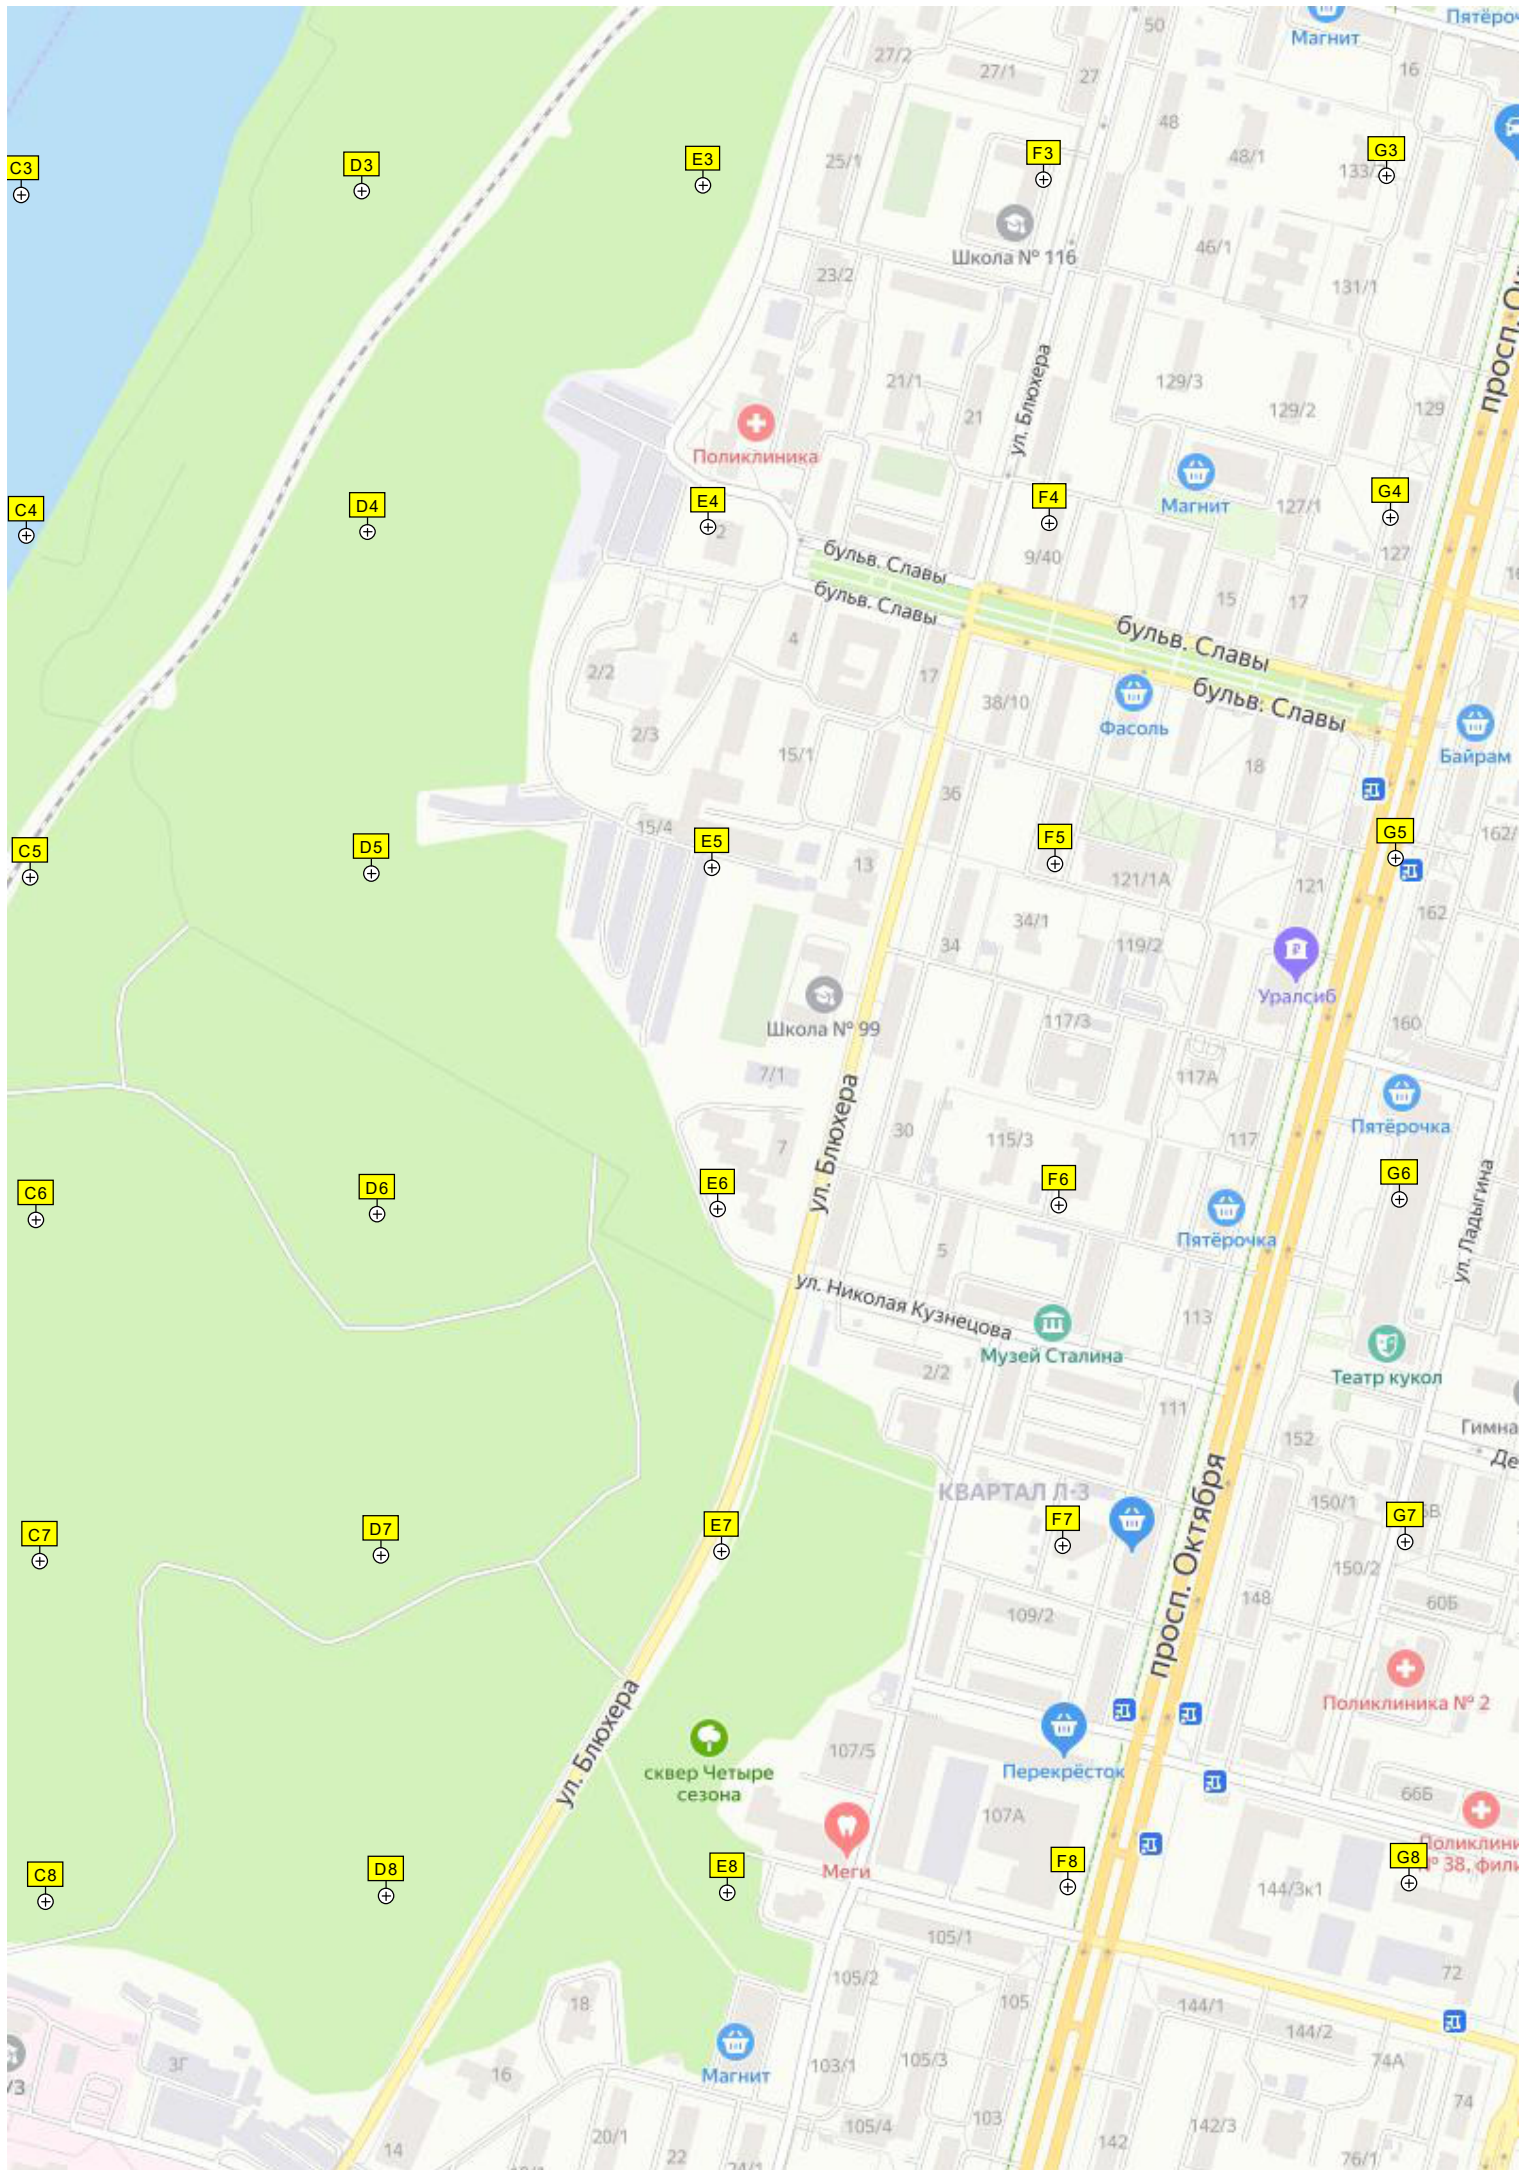 50
Магнит
27/2
27/1
27
16
48
C3
D3
E3
25/1
F3
48/1
G3
Школа № 116
46/1
23/2
131/1
ул. Блюхера
21/1
129/3
129/2
129
21
Поликлиника
C4
D4
E4
2
F4
Магнит
127/1
G4
127
бульв. Славы
9/40
бульв. Славы
15
17
бульв. Славы
4
2/2
17
38/10
бульв. Славы
Фасоль
2/3
15/1
18
Байрам
36
15/4
C5
D5
E5
13
F5
121/1А
121
G5
162
34/1
34
119/2
Уралсиб
Школа № 99
117/3
160
7/1
117А
Пятёрочка
ул. Блюхера
30
115/3
117
7
C6
D6
E6
F6
G6
Пятёрочка
ул. Ладыгина
5
ул. Николая Кузнецова
113
Музей Сталина
Театр кукол
2/2
111
152
КВАРТАЛ Л-3
150/1
C7
D7
E7
F7
просп. Октября
G7
150/2
109/2
148
60Б
Поликлиника № 2
ул. Блюхера
107/5
сквер Четыре
сезона
Перекрёсток
107А
66Б
Меги
C8
D8
E8
F8
144/3к1
G8
№ 38,
105/1
105/2
72
18
105
144/1
144/2
3Г
16
Магнит
103/1
105/3
74А
74
14
20/1
22
105/4
103
142
142/3
76/1